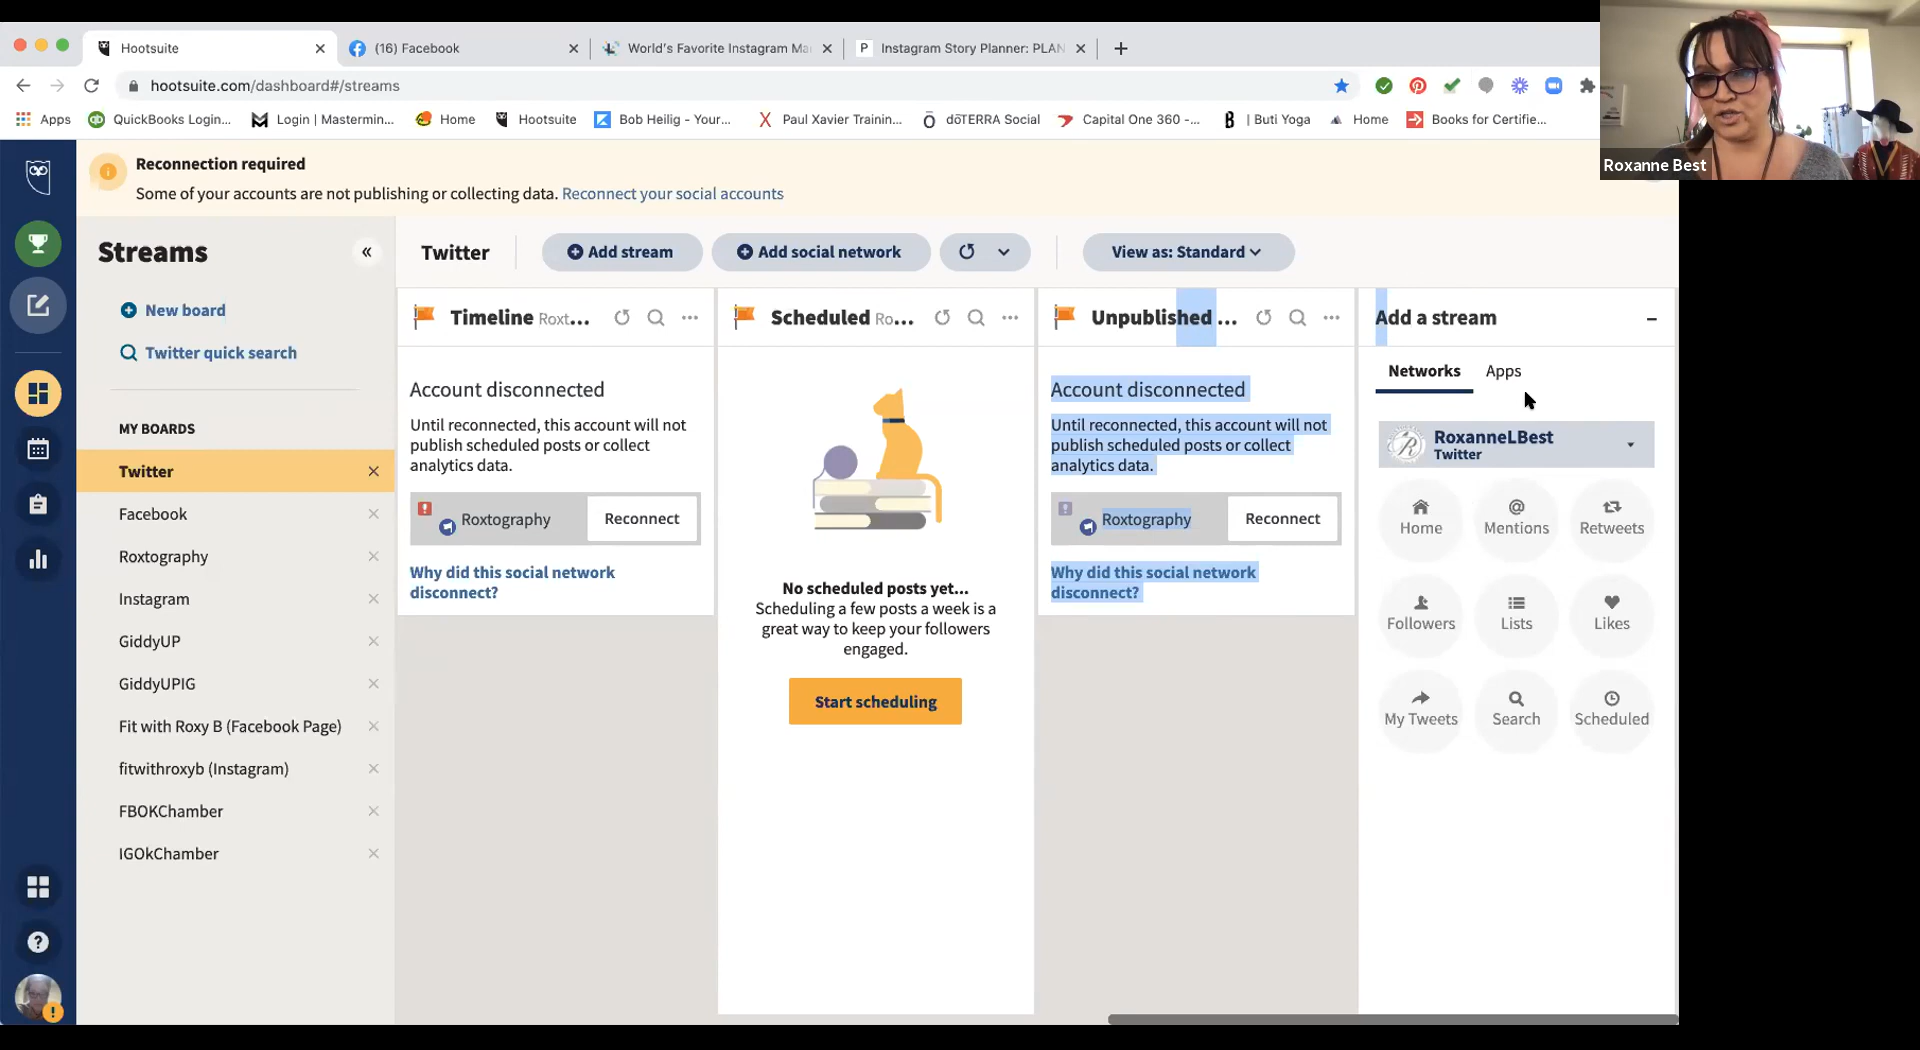 Hootsuite
(16) Facebook
World's Favorite Instagram Ma
Instagram Story Planner: PLAN
hootsuite.com/dashboard#/streams
Apps
QuickBooks Login...
Login | Mastermin...
Home
Hootsuite
Bob Heilig - Your...
Paul Xavier Trainin...
dōTERRA Social
Capital One 360 -...
| Buti Yoga
Home
Books for Certifie...
Roxanne Best
Reconnection required
Some of your accounts are not publishing or collecting data. Reconnect your social accounts
Streams
«
New board
Twitter quick search
MY BOARDS
Twitter
Facebook
Roxtography
Instagram
GiddyUP
GiddyUPIG
Fit with Roxy B (Facebook Page)
fitwithroxyb (Instagram)
FBOKChamber
IGOkChamber
Twitter
Add stream
Add social network
View as: Standard
Timeline Roxt...
Account disconnected
Until reconnected, this account will not
publish scheduled posts or collect
analytics data.
Roxtography
Reconnect
Why did this social network
disconnect?
Scheduled Ro...
No scheduled posts yet...
Scheduling a few posts a week is a
great way to keep your followers
engaged.
Start scheduling
Unpublished ...
Account disconnected
Until reconnected, this account will not
publish scheduled posts or collect
analytics data.
Roxtography
Reconnect
Why did this social network
disconnect?
Add a stream
Networks
Apps
RoxanneLBest
Twitter
Home
Mentions
Retweets
Followers
Lists
Likes
My Tweets
Search
Scheduled